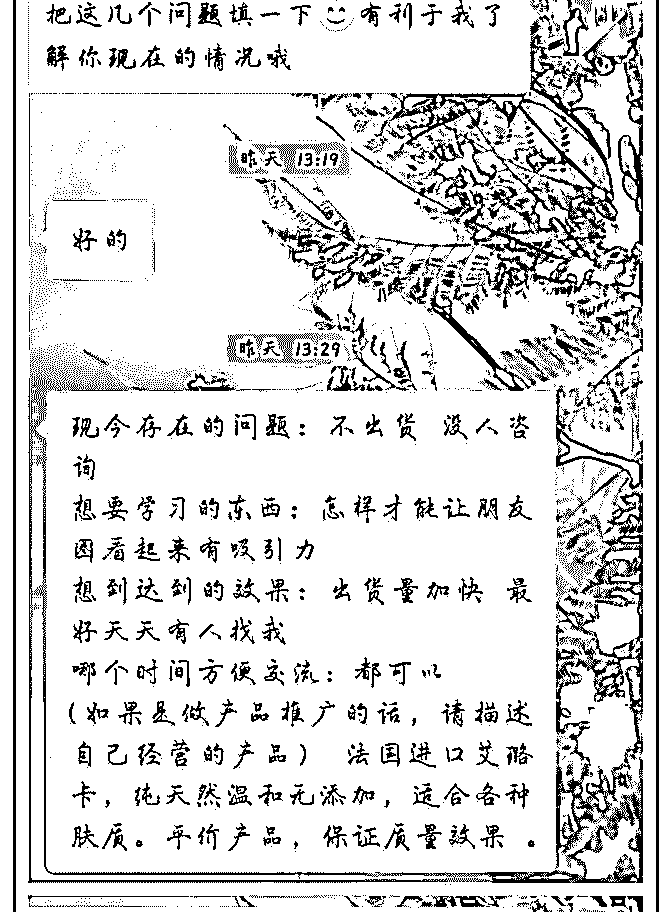 把这几个问题填一下 有利于我了
解你现在的情况哦
昨天 13:19
好的
昨天 13:29
现今存在的问题：不出货 没人咨
询
想要学习的东西：怎样才能让朋友
圈看起来有吸引力
想到达到的效果：出货量加快 最
好天天有人找我
哪个时间方便交流：都可以
(如果是做产品推广的话，请描述
自己经营的产品) 法国进口艾璐
卡，纯天然温和无添加，适合各种
肤质。平价产品，保证质量效果 。